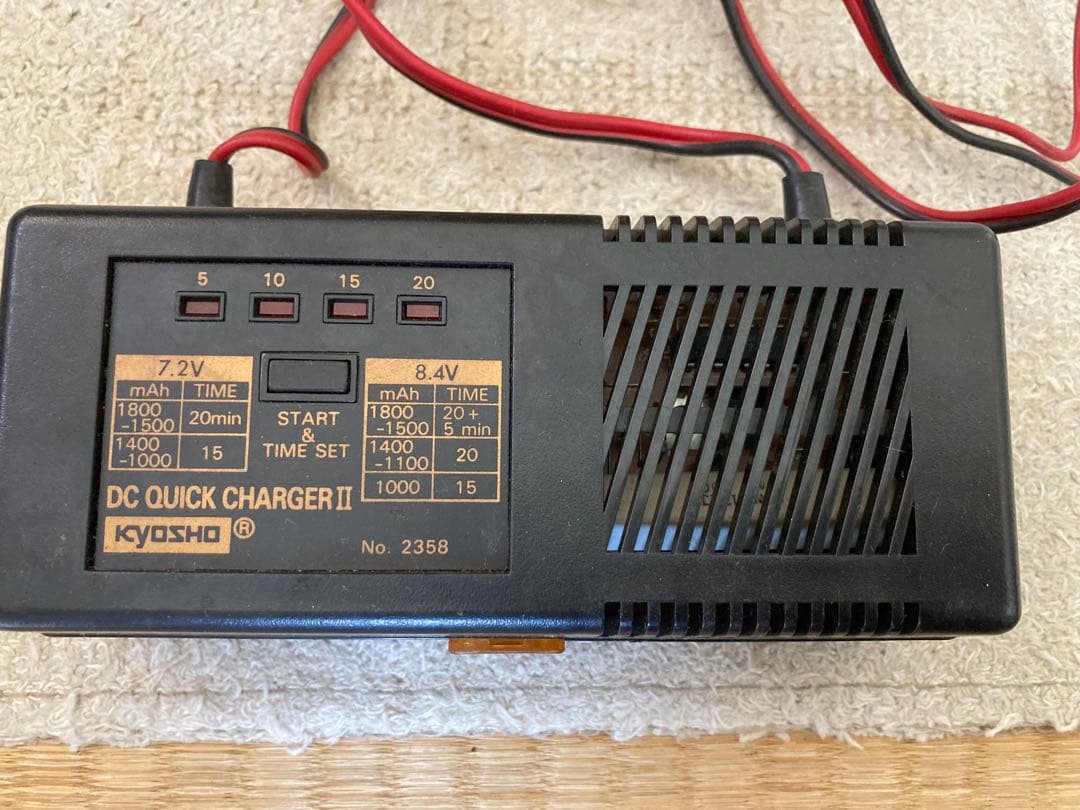 5 10 15 20
7.2V
mAh TIME
1800
-1500 20min
1400
-1000 15
START
&
TIME SET
8.4V
mAh TIME
1800
-1500 20+
5 min
1400
-1100 20
1000 15
DC QUICK CHARGER II
KYOSHO ®
No. 2358